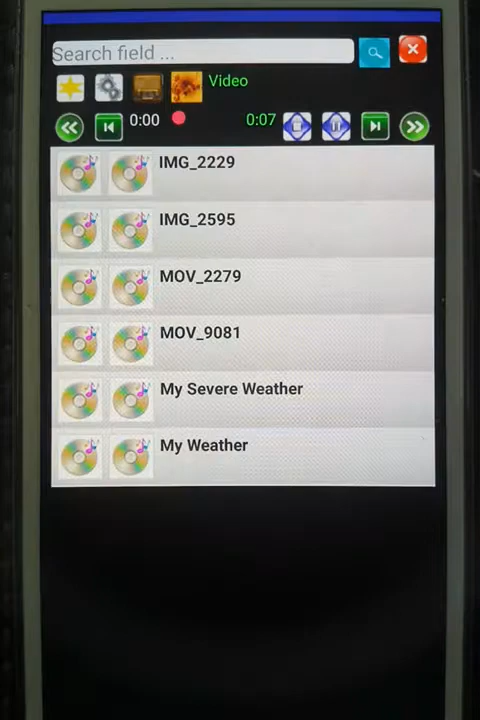 Search field ...
Video
0:00 0:07
IMG_2229
IMG_2595
MOV_2279
MOV_9081
My Severe Weather
My Weather